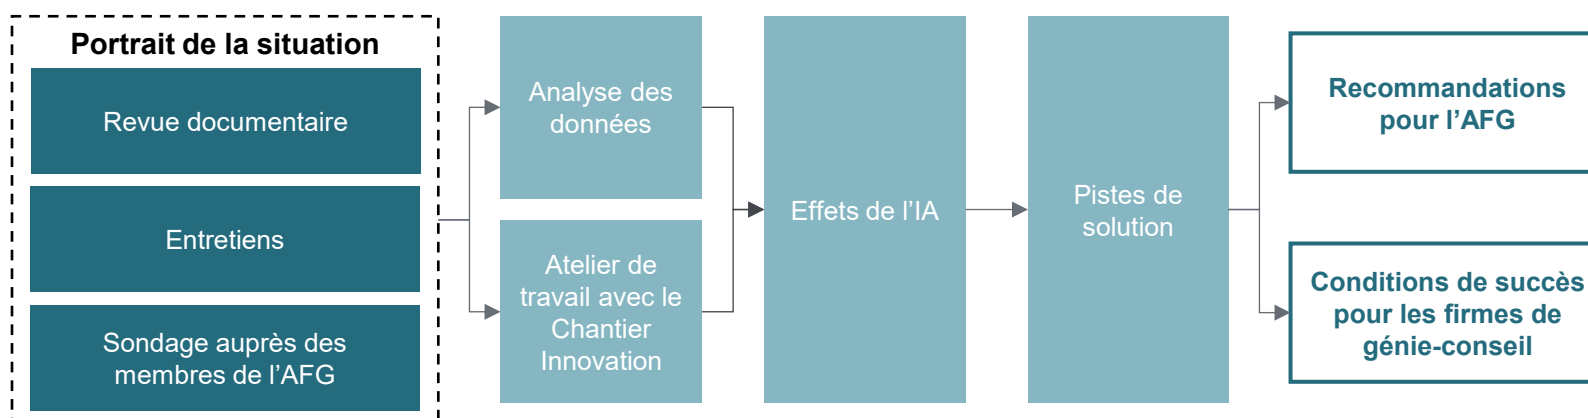 Portrait de la situation
Revue documentaire
Entretiens
Sondage auprès des
membres de l’AFG
Analyse des
données
Atelier de
travail avec le
Chantier
Innovation
Effets de l’IA
Pistes de
solution
Recommandations
pour l’AFG
Conditions de succès
pour les firmes de
génie-conseil